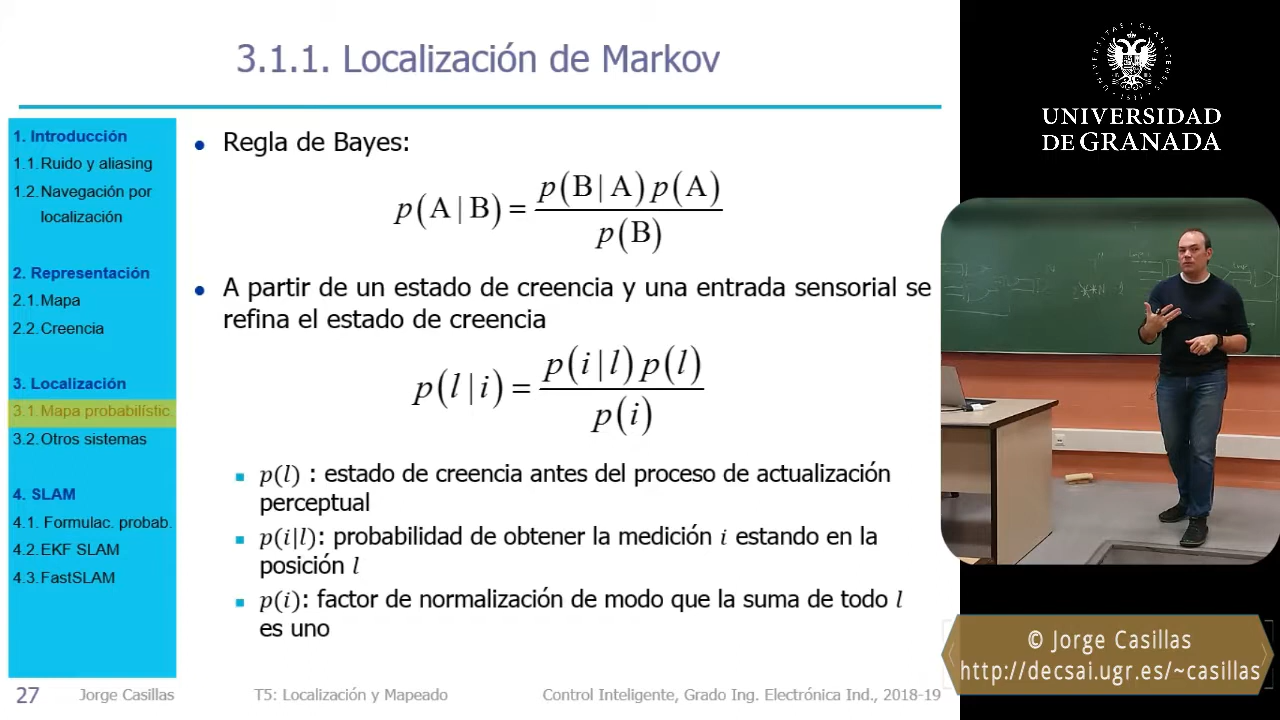 3.1.1. Localización de Markov
1. Introducción
1.1. Ruido y aliasing
1.2. Navegación por
localización
2. Representación
2.1. Mapa
2.2. Creencia
3. Localización
3.1. Mapa probabilístic.
3.2. Otros sistemas
4. SLAM
4.1. Formulac. probab.
4.2. EKF SLAM
4.3. FastSLAM
• Regla de Bayes:
p(A | B) = p(B | A) p(A) / p(B)
• A partir de un estado de creencia y una entrada sensorial se
refina el estado de creencia
p(l | i) = p(i | l) p(l) / p(i)
▪ p(l) : estado de creencia antes del proceso de actualización
perceptual
▪ p(i|l): probabilidad de obtener la medición i estando en la
posición l
▪ p(i): factor de normalización de modo que la suma de todo l
es uno
27 Jorge Casillas T5: Localización y Mapeado Control Inteligente, Grado Ing. Electrónica Ind., 2018-19
UNIVERSIDAD
DE GRANADA
© Jorge Casillas
http://decsai.ugr.es/~casillas